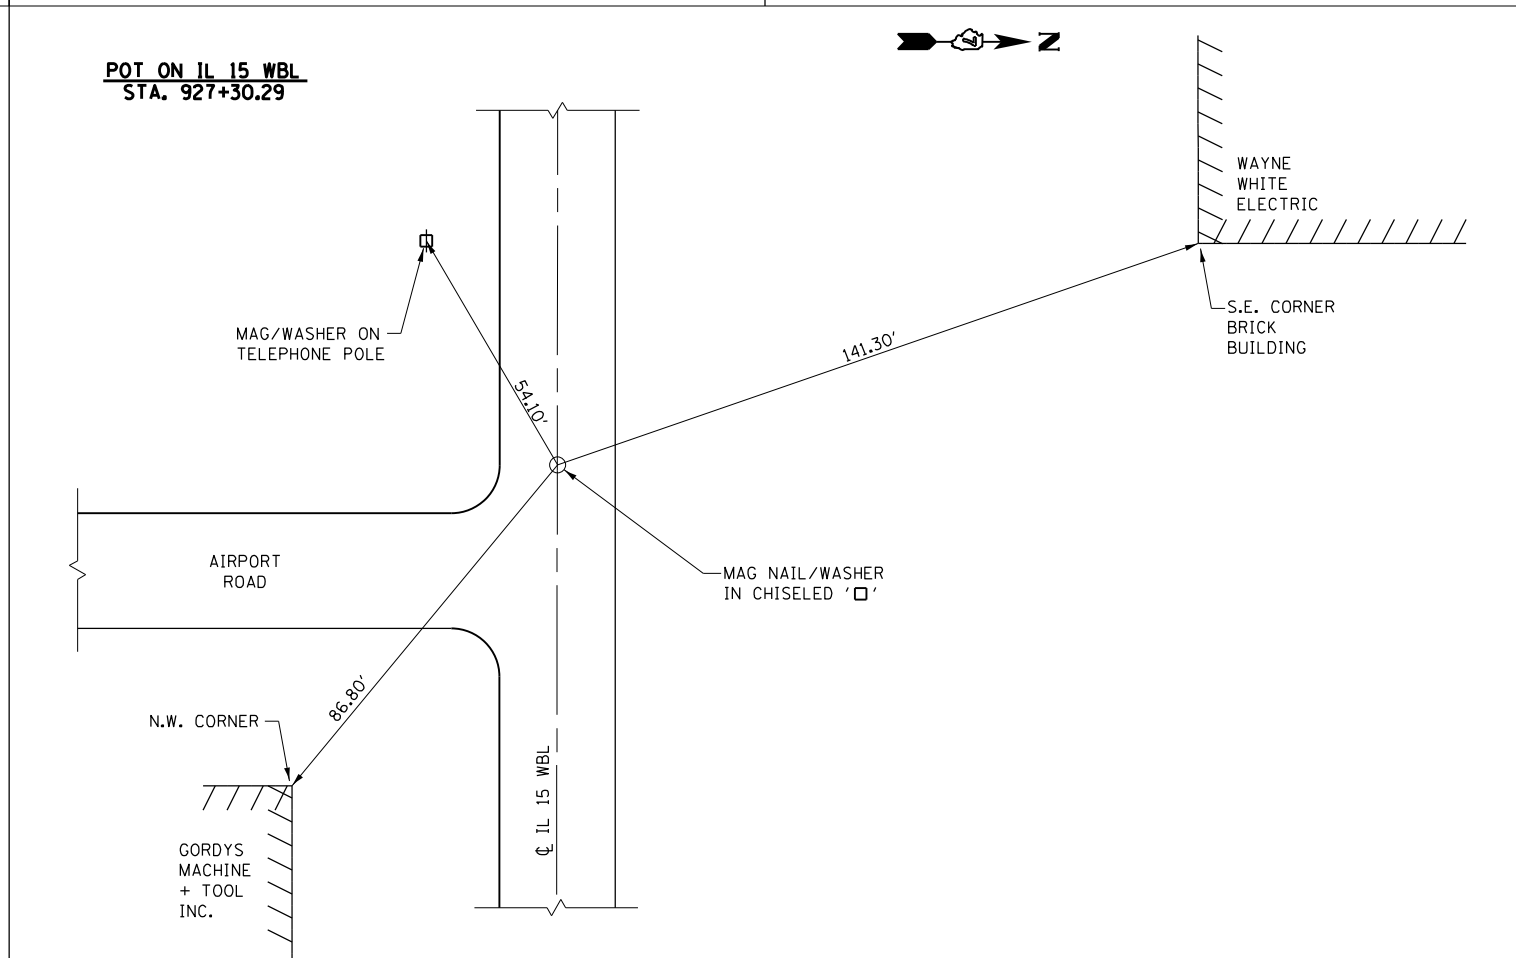 POT ON IL 15 WBL
STA. 927+30.29
N
WAYNE
WHITE
ELECTRIC
S.E. CORNER
BRICK
BUILDING
MAG/WASHER ON
TELEPHONE POLE
141.30'
54.10'
AIRPORT
ROAD
MAG NAIL/WASHER
IN CHISELED '□'
86.80'
N.W. CORNER
℄ IL 15 WBL
GORDYS
MACHINE
+ TOOL
INC.